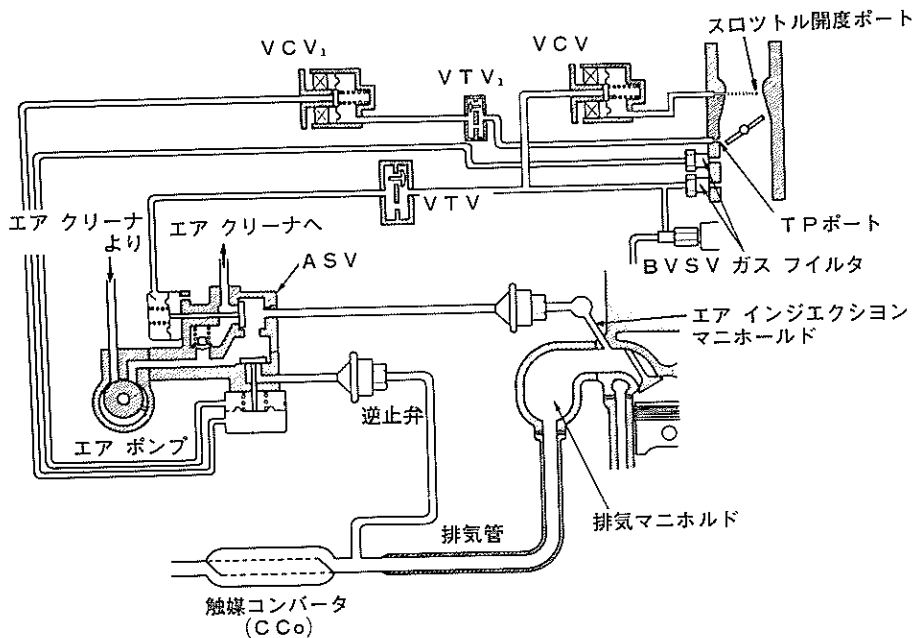 スロツトル開度ポート
VCV₁
VCV
VTV₁
VTV
エア クリーナ
より
エア クリーナへ
ASV
TPポート
BVSV ガス フイルタ
エア インジエクシヨン
マニホールド
逆止弁
エア ポンプ
排気マニホルド
排気管
触媒コンバータ
(CCo)